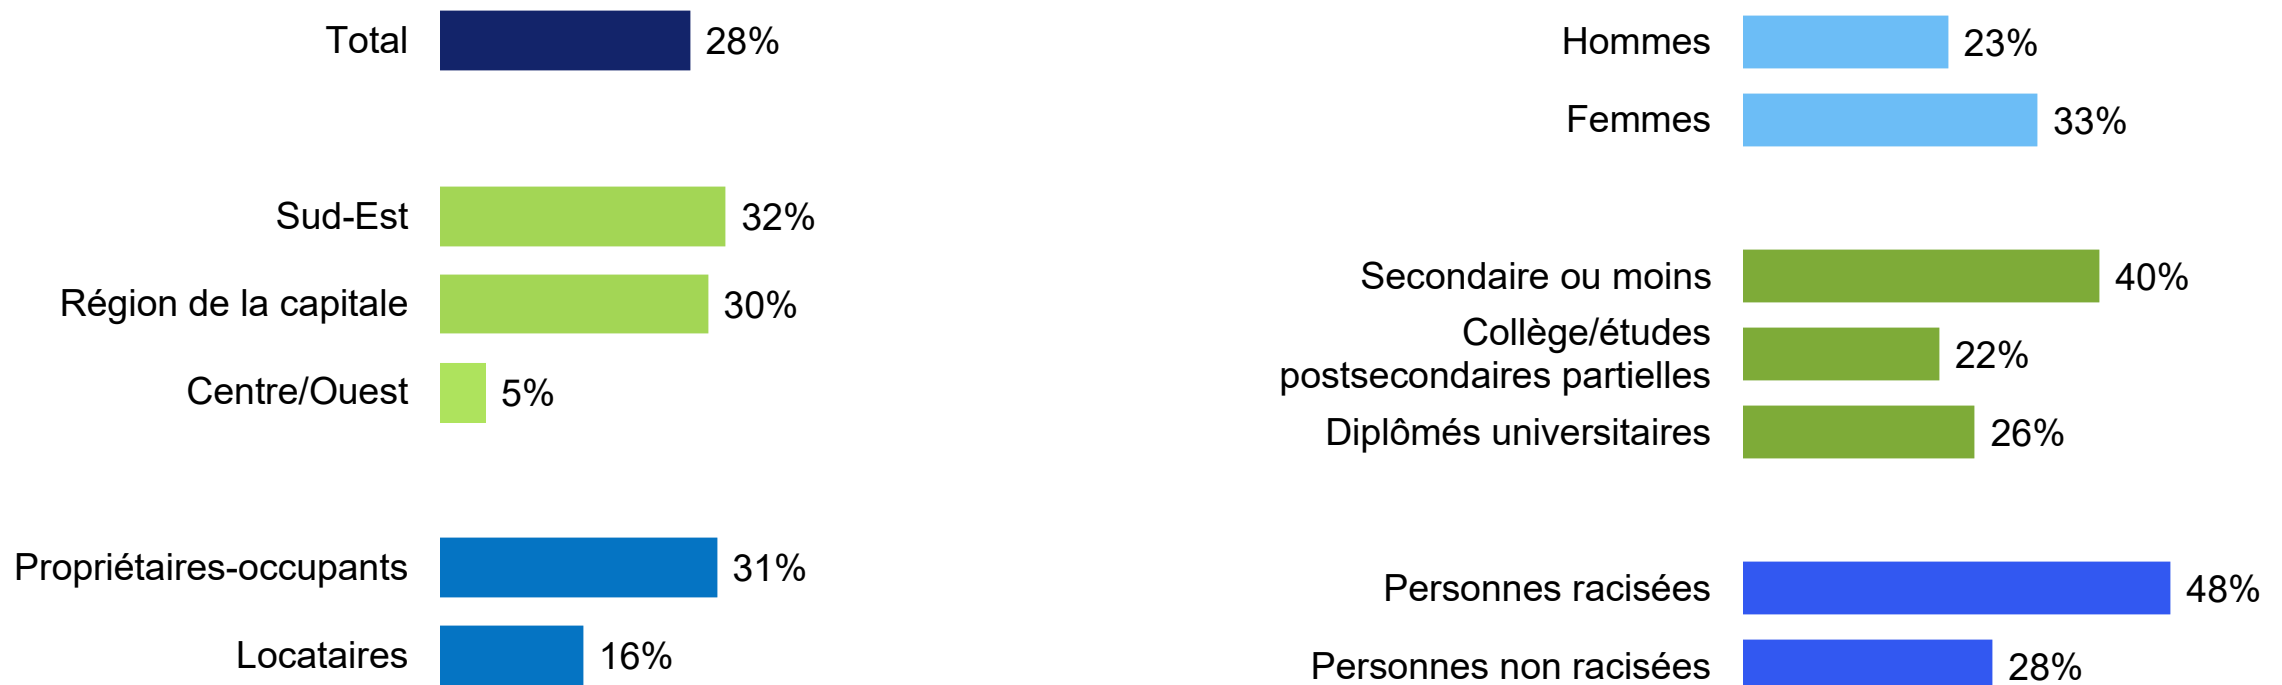 Total 28%
Sud-Est 32%
Région de la capitale 30%
Centre/Ouest 5%
Propriétaires-occupants 31%
Locataires 16%
Hommes 23%
Femmes 33%
Secondaire ou moins 40%
Collège/études
postsecondaires partielles 22%
Diplômés universitaires 26%
Personnes racisées 48%
Personnes non racisées 28%